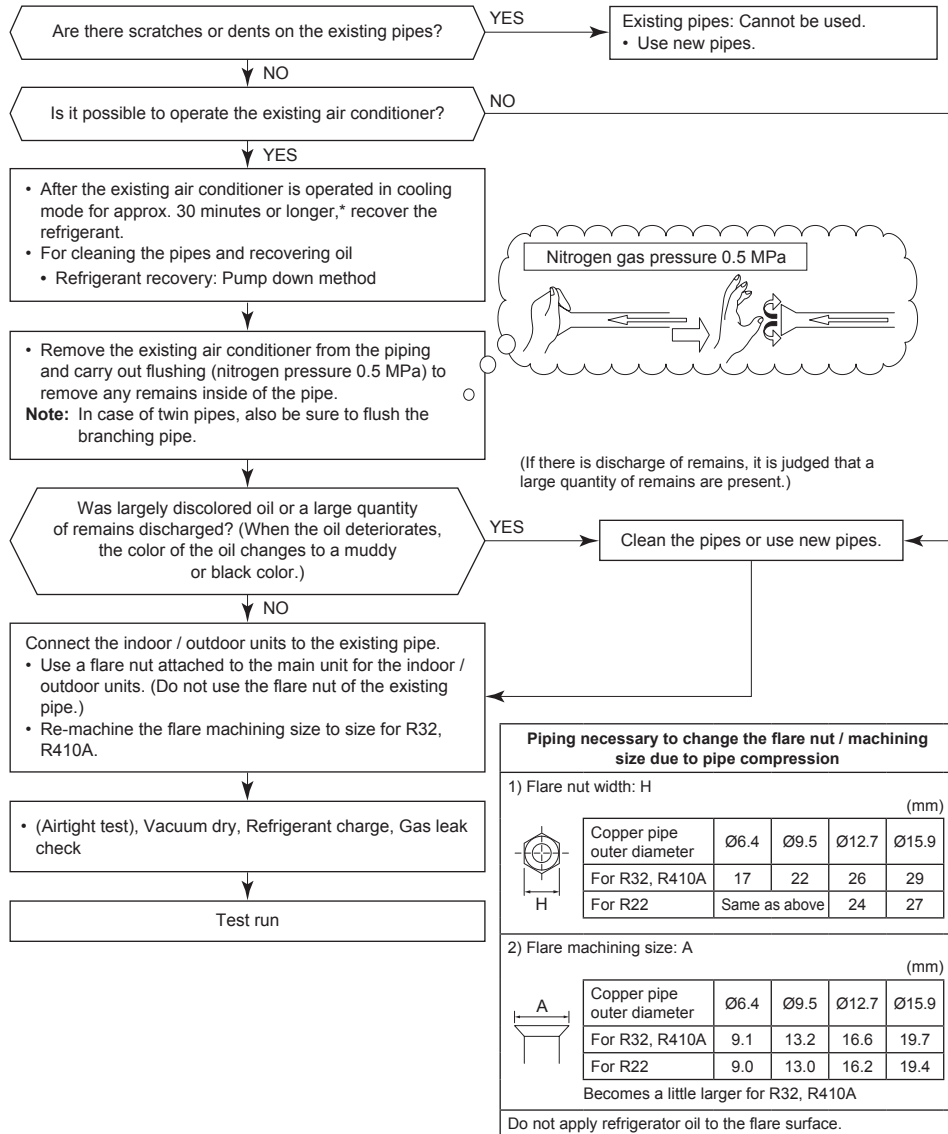 Are there scratches or dents on the existing pipes?
YES
Existing pipes: Cannot be used.
• Use new pipes.
NO
Is it possible to operate the existing air conditioner?
NO
YES
• After the existing air conditioner is operated in cooling
mode for approx. 30 minutes or longer,* recover the
refrigerant.
• For cleaning the pipes and recovering oil
• Refrigerant recovery: Pump down method
Nitrogen gas pressure 0.5 MPa
• Remove the existing air conditioner from the piping
and carry out flushing (nitrogen pressure 0.5 MPa) to
remove any remains inside of the pipe.
Note: In case of twin pipes, also be sure to flush the
branching pipe.
(If there is discharge of remains, it is judged that a
large quantity of remains are present.)
Was largely discolored oil or a large quantity
of remains discharged? (When the oil deteriorates,
the color of the oil changes to a muddy
or black color.)
YES
Clean the pipes or use new pipes.
NO
Connect the indoor / outdoor units to the existing pipe.
• Use a flare nut attached to the main unit for the indoor /
outdoor units. (Do not use the flare nut of the existing
pipe.)
• Re-machine the flare machining size to size for R32,
R410A.
• (Airtight test), Vacuum dry, Refrigerant charge, Gas leak
check
Test run
Piping necessary to change the flare nut / machining
size due to pipe compression
1) Flare nut width: H
(mm)
H
Copper pipe
outer diameter Ø6.4 Ø9.5 Ø12.7 Ø15.9
For R32, R410A 17 22 26 29
For R22 Same as above 24 27
2) Flare machining size: A
(mm)
A
Copper pipe
outer diameter Ø6.4 Ø9.5 Ø12.7 Ø15.9
For R32, R410A 9.1 13.2 16.6 19.7
For R22 9.0 13.0 16.2 19.4
Becomes a little larger for R32, R410A
Do not apply refrigerator oil to the flare surface.